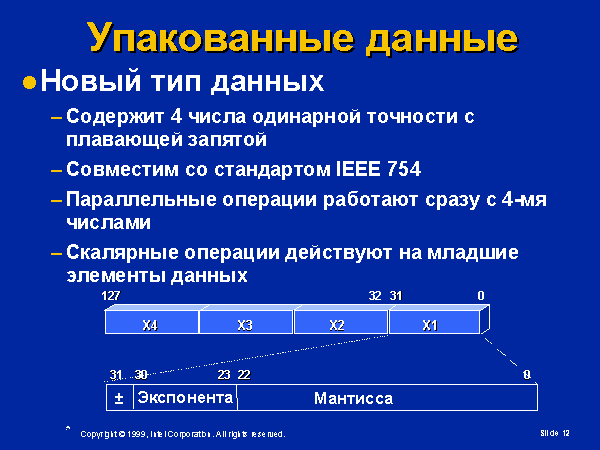 Упакованные данные
Новый тип данных
– Содержит 4 числа одинарной точности с
плавающей запятой
– Совместим со стандартом IEEE 754
– Параллельные операции работают сразу с 4-мя
числами
– Скалярные операции действуют на младшие
элементы данных
127 32 31 0
X4 X3 X2 X1
31 30 23 22 0
± Экспонента Мантисса
* Copyright © 1999, Intel Corporation. All rights reserved. Slide 12